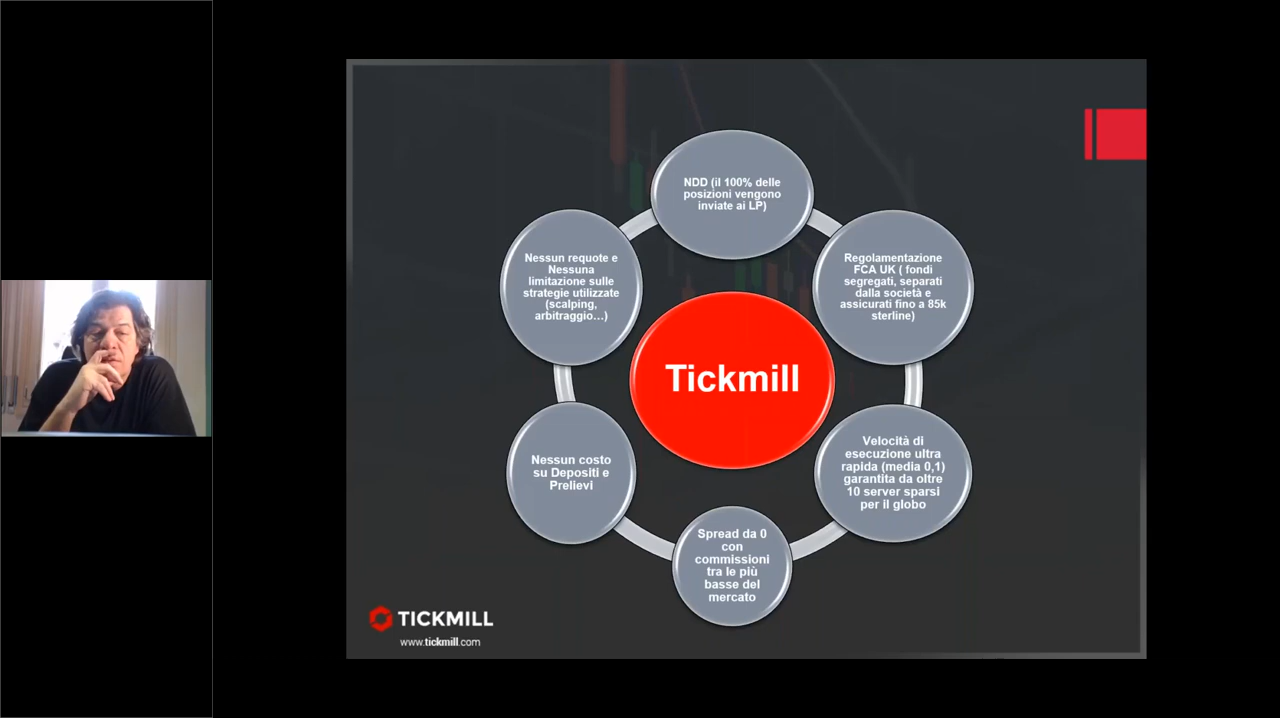 NDD (il 100% delle
posizioni vengono
inviate ai LP)
Regolamentazione
FCA UK ( fondi
segregati, separati
dalla società e
assicurati fino a 85k
sterline)
Velocità di
esecuzione ultra
rapida (media 0,1)
garantita da oltre
10 server sparsi
per il globo
Spread da 0
con
commissioni
tra le più
basse del
mercato
Nessun costo
su Depositi e
Prelievi
Nessun requote e
Nessuna
limitazione sulle
strategie utilizzate
(scalping,
arbitraggio…)
Tickmill
TICKMILL
www.tickmill.com